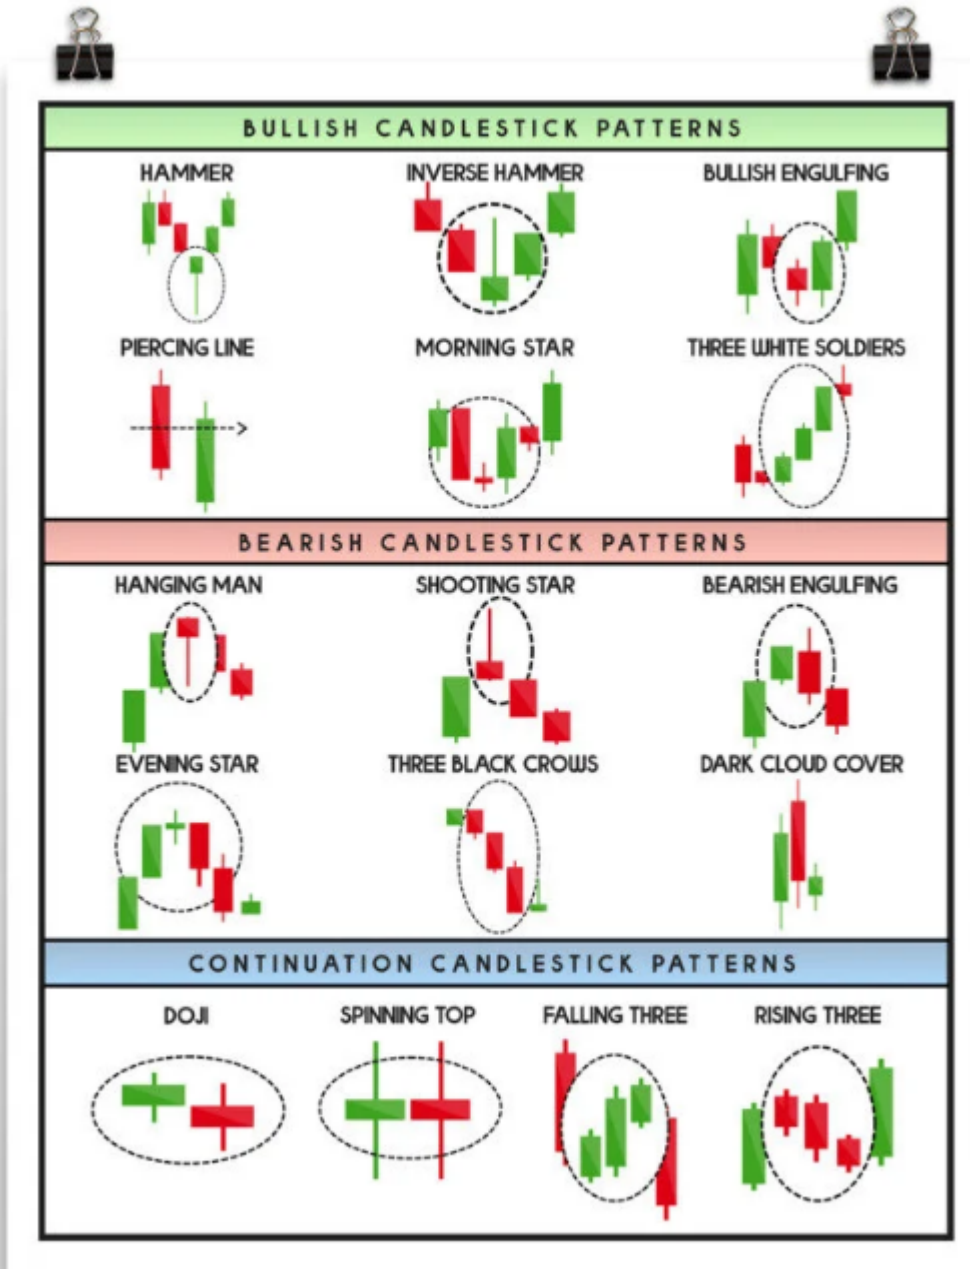 BULLISH CANDLESTICK PATTERNS
HAMMER
INVERSE HAMMER
BULLISH ENGULFING
PIERCING LINE
MORNING STAR
THREE WHITE SOLDIERS
BEARISH CANDLESTICK PATTERNS
HANGING MAN
SHOOTING STAR
BEARISH ENGULFING
EVENING STAR
THREE BLACK CROWS
DARK CLOUD COVER
CONTINUATION CANDLESTICK PATTERNS
DOJI
SPINNING TOP
FALLING THREE
RISING THREE